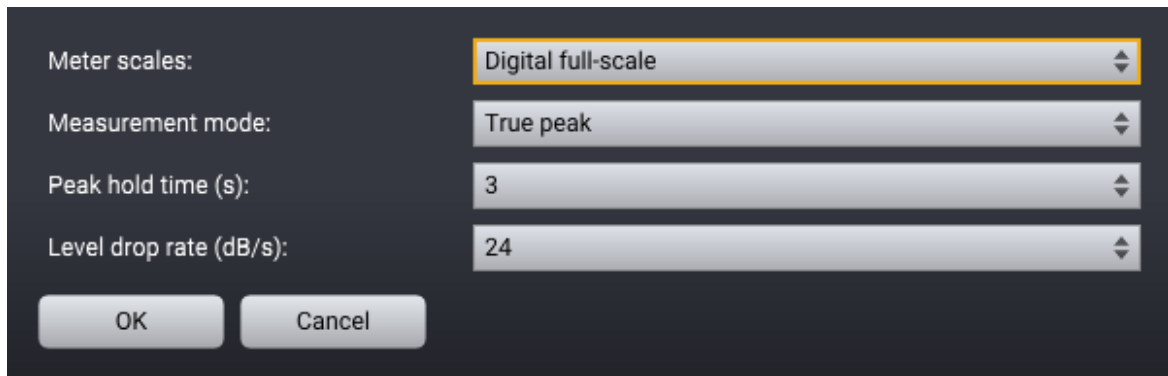 Meter scales: Digital full-scale
Measurement mode: True peak
Peak hold time (s): 3
Level drop rate (dB/s): 24
OK Cancel